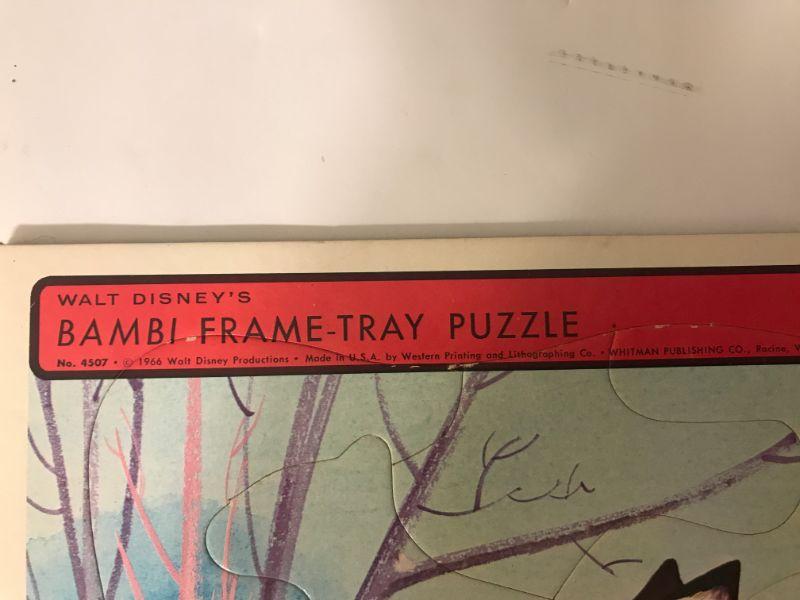 WALT DISNEY'S
BAMBI FRAME-TRAY PUZZLE
No. 4507 • © 1966 Walt Disney Productions • Made in U.S.A. by Western Printing and Lithographing Co. • WHITMAN PUBLISHING CO., Racine, W